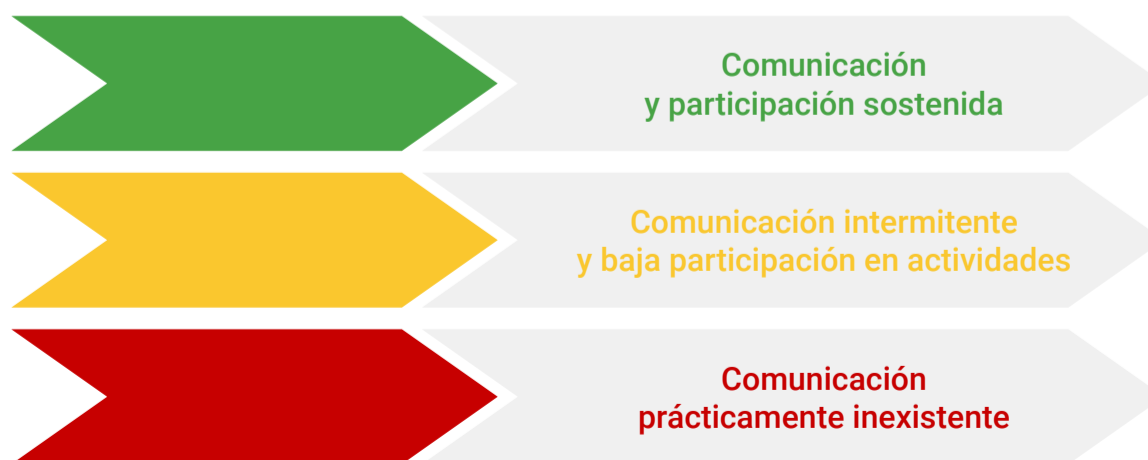 Comunicación
y participación sostenida
Comunicación intermitente
y baja participación en actividades
Comunicación
prácticamente inexistente